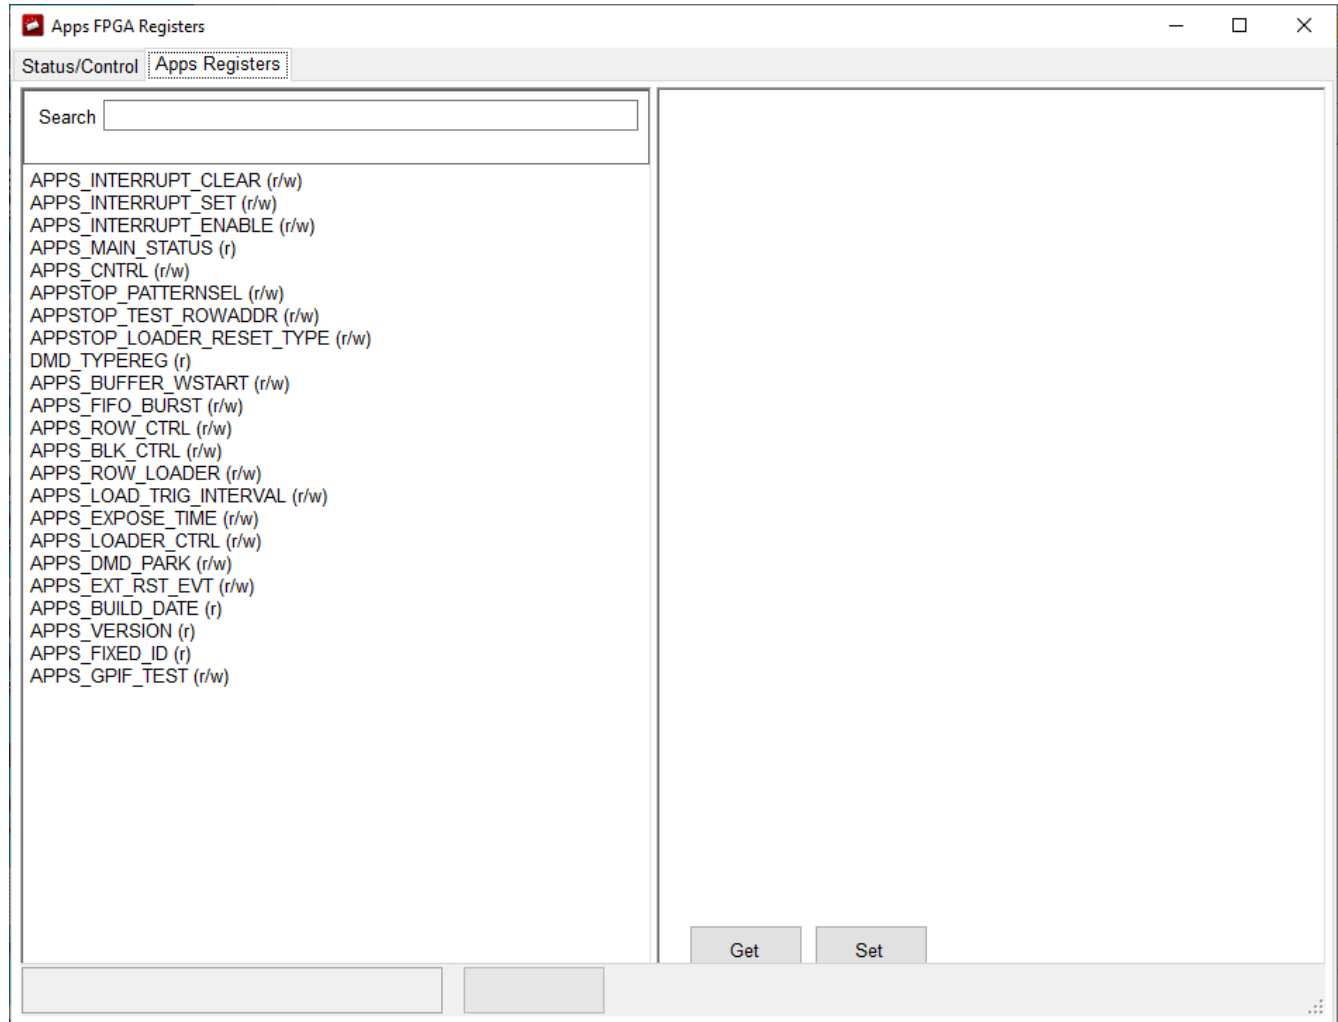 Apps FPGA Registers
Status/Control Apps Registers
Search
APPS_INTERRUPT_CLEAR (r/w)
APPS_INTERRUPT_SET (r/w)
APPS_INTERRUPT_ENABLE (r/w)
APPS_MAIN_STATUS (r)
APPS_CNTRL (r/w)
APPSTOP_PATTERNSEL (r/w)
APPSTOP_TEST_ROWADDR (r/w)
APPSTOP_LOADER_RESET_TYPE (r/w)
DMD_TYPEREG (r)
APPS_BUFFER_WSTART (r/w)
APPS_FIFO_BURST (r/w)
APPS_ROW_CTRL (r/w)
APPS_BLK_CTRL (r/w)
APPS_ROW_LOADER (r/w)
APPS_LOAD_TRIG_INTERVAL (r/w)
APPS_EXPOSE_TIME (r/w)
APPS_LOADER_CTRL (r/w)
APPS_DMD_PARK (r/w)
APPS_EXT_RST_EVT (r/w)
APPS_BUILD_DATE (r)
APPS_VERSION (r)
APPS_FIXED_ID (r)
APPS_GPIF_TEST (r/w)
Get Set